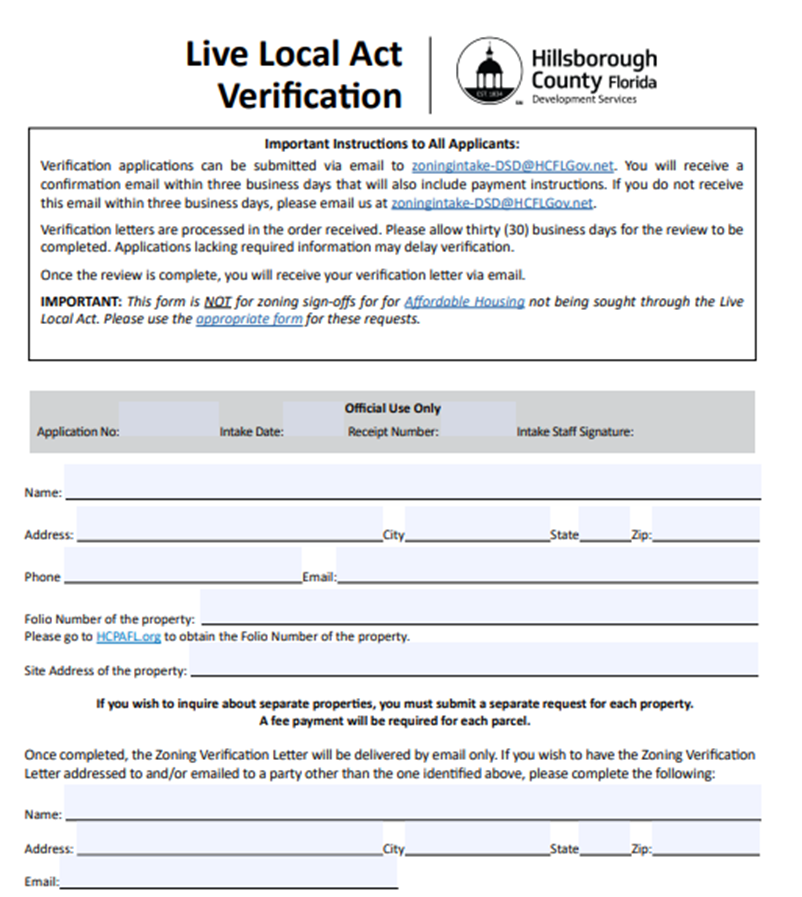 Live Local Act
Verification
EST. 1834
SM
Hillsborough
County Florida
Development Services
Important Instructions to All Applicants:
Verification applications can be submitted via email to zoningintake-DSD@HCFLGov.net. You will receive a
confirmation email within three business days that will also include payment instructions. If you do not receive
this email within three business days, please email us at zoningintake-DSD@HCFLGov.net.
Verification letters are processed in the order received. Please allow thirty (30) business days for the review to be
completed. Applications lacking required information may delay verification.
Once the review is complete, you will receive your verification letter via email.
IMPORTANT: This form is NOT for zoning sign-offs for for Affordable Housing not being sought through the Live
Local Act. Please use the appropriate form for these requests.
Official Use Only
Application No: Intake Date: Receipt Number: Intake Staff Signature:
Name:
Address: City State Zip:
Phone Email:
Folio Number of the property:
Please go to HCPAFL.org to obtain the Folio Number of the property.
Site Address of the property:
If you wish to inquire about separate properties, you must submit a separate request for each property.
A fee payment will be required for each parcel.
Once completed, the Zoning Verification Letter will be delivered by email only. If you wish to have the Zoning Verification
Letter addressed to and/or emailed to a party other than the one identified above, please complete the following:
Name:
Address: City State Zip:
Email: